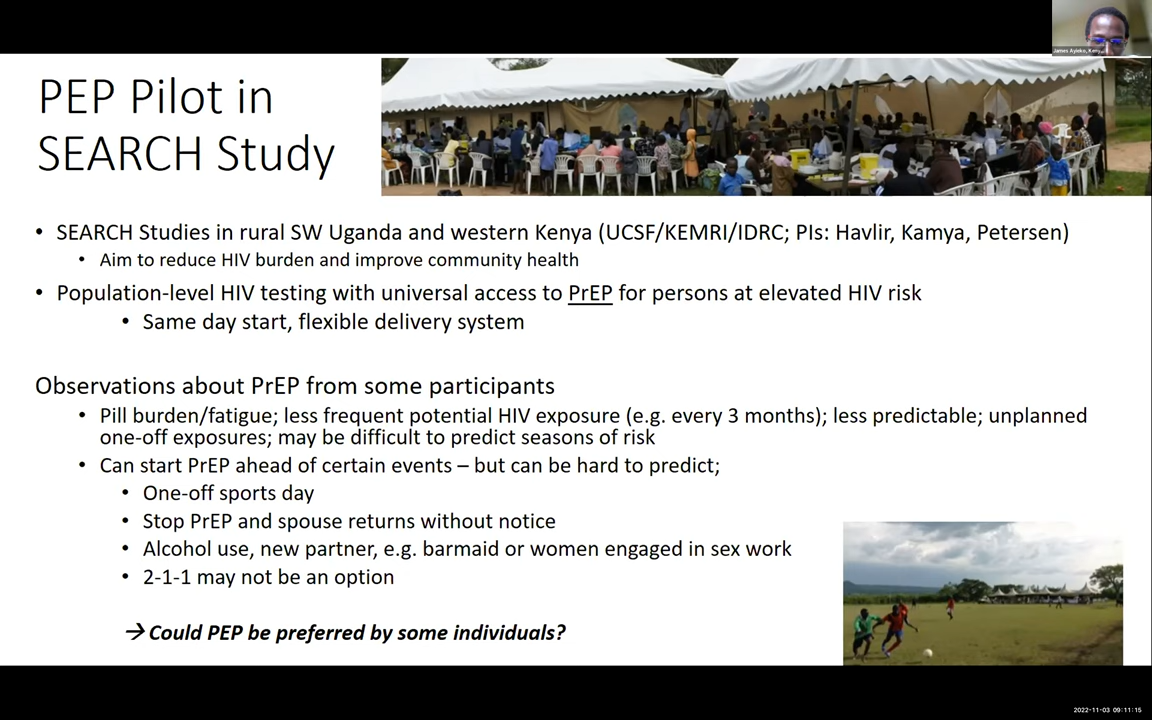 James Ayieko, Keny...
PEP Pilot in
SEARCH Study
• SEARCH Studies in rural SW Uganda and western Kenya (UCSF/KEMRI/IDRC; PIs: Havlir, Kamya, Petersen)
• Aim to reduce HIV burden and improve community health
• Population-level HIV testing with universal access to PrEP for persons at elevated HIV risk
• Same day start, flexible delivery system
Observations about PrEP from some participants
• Pill burden/fatigue; less frequent potential HIV exposure (e.g. every 3 months); less predictable; unplanned
one-off exposures; may be difficult to predict seasons of risk
• Can start PrEP ahead of certain events – but can be hard to predict;
• One-off sports day
• Stop PrEP and spouse returns without notice
• Alcohol use, new partner, e.g. barmaid or women engaged in sex work
• 2-1-1 may not be an option
→ Could PEP be preferred by some individuals?
2022-11-03 09:11:15